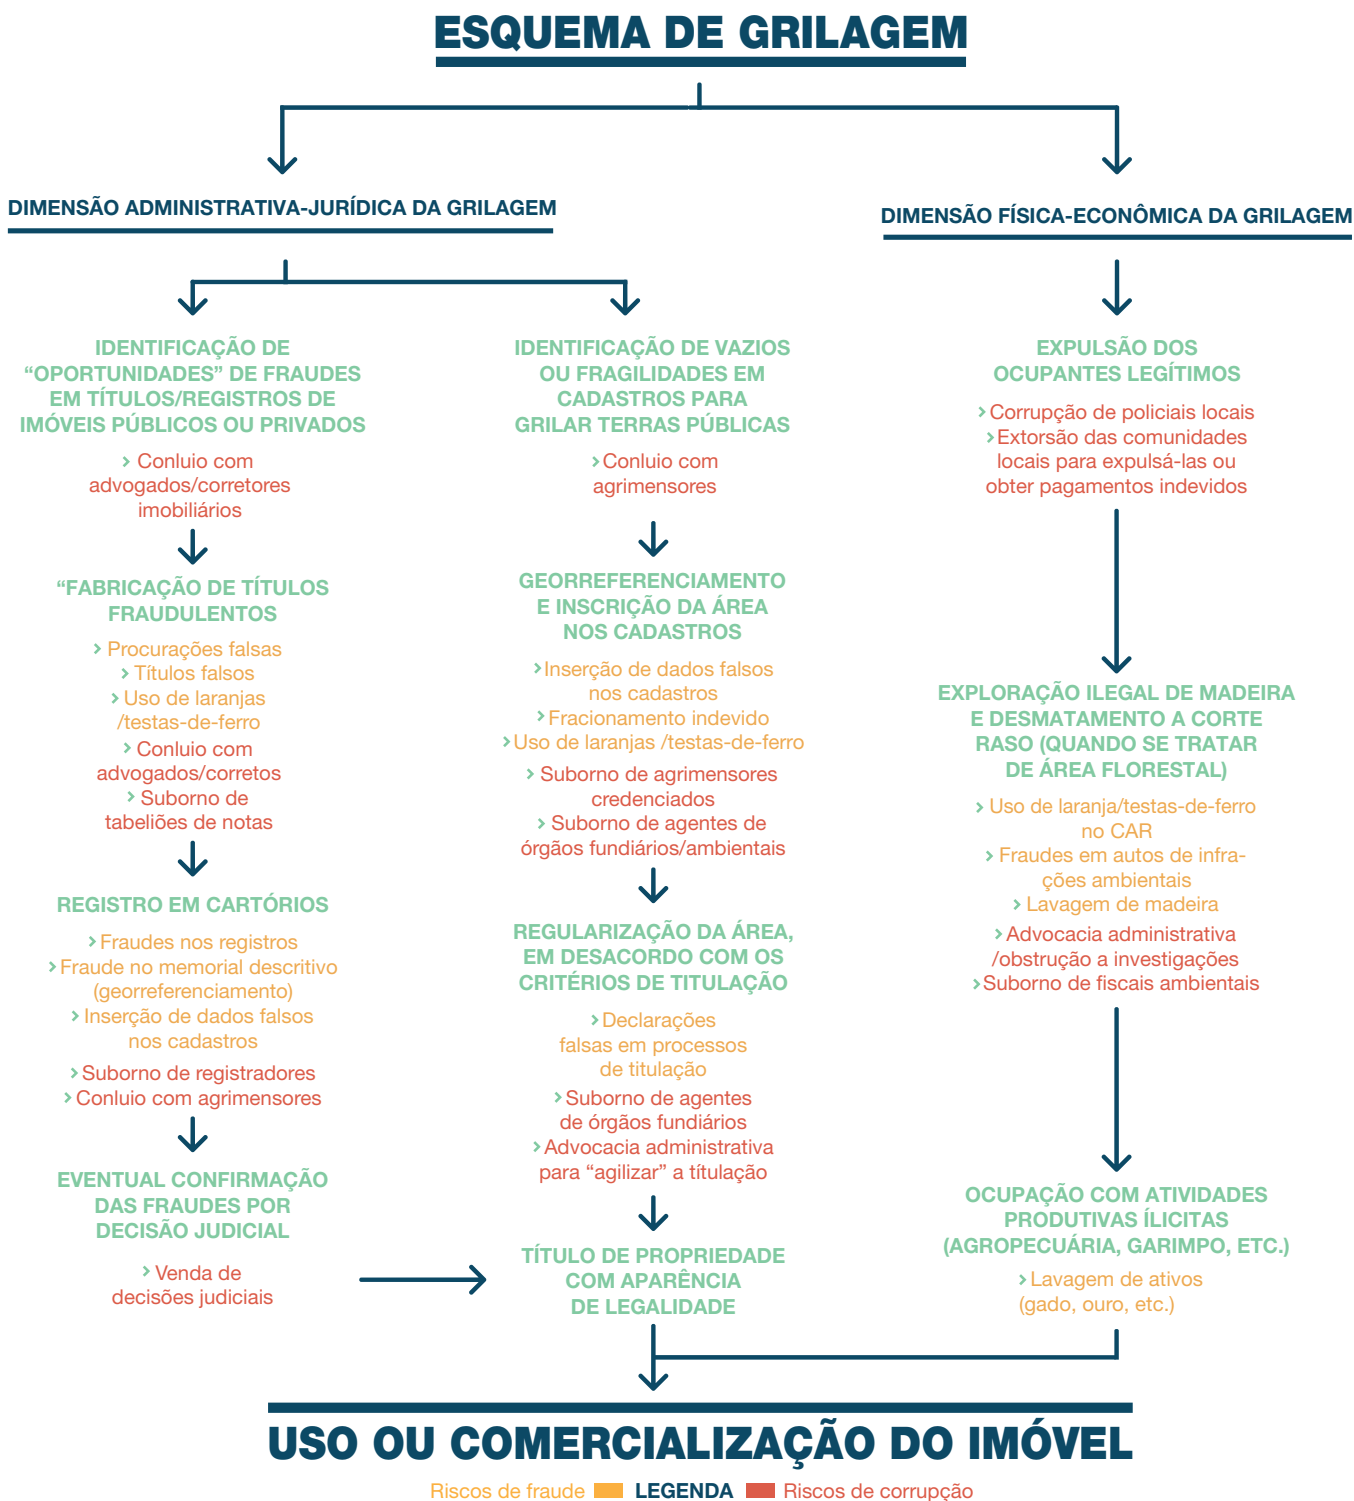 ESQUEMA DE GRILAGEM
DIMENSÃO ADMINISTRATIVA-JURÍDICA DA GRILAGEM
IDENTIFICAÇÃO DE
“OPORTUNIDADES” DE FRAUDES
EM TÍTULOS/REGISTROS DE
IMÓVEIS PÚBLICOS OU PRIVADOS
Conluio com
advogados/corretores
imobiliários
“FABRICAÇÃO DE TÍTULOS
FRAUDULENTOS
Procurações falsas
Títulos falsos
Uso de laranjas
/testas-de-ferro
Conluio com
advogados/corretos
Suborno de
tabeliões de notas
REGISTRO EM CARTÓRIOS
Fraudes nos registros
Fraude no memorial descritivo
(georreferenciamento)
Inserção de dados falsos
nos cadastros
Suborno de registradores
Conluio com agrimensores
EVENTUAL CONFIRMAÇÃO
DAS FRAUDES POR
DECISÃO JUDICIAL
Venda de
decisões judiciais
IDENTIFICAÇÃO DE VAZIOS
OU FRAGILIDADES EM
CADASTROS PARA
GRILAR TERRAS PÚBLICAS
Conluio com
agrimensores
GEORREFERENCIAMENTO
E INSCRIÇÃO DA ÁREA
NOS CADASTROS
Inserção de dados falsos
nos cadastros
Fracionamento indevido
Uso de laranjas /testas-de-ferro
Suborno de agrimensores
credenciados
Suborno de agentes de
órgãos fundiários/ambientais
REGULARIZAÇÃO DA ÁREA,
EM DESACORDO COM OS
CRITÉRIOS DE TITULAÇÃO
Declarações
falsas em processos
de titulação
Suborno de agentes
de órgãos fundiários
Advocacia administrativa
para “agilizar” a títulação
TÍTULO DE PROPRIEDADE
COM APARÊNCIA
DE LEGALIDADE
DIMENSÃO FÍSICA-ECONÔMICA DA GRILAGEM
EXPULSÃO DOS
OCUPANTES LEGÍTIMOS
Corrupção de policiais locais
Extorsão das comunidades
locais para expulsá-las ou
obter pagamentos indevidos
EXPLORAÇÃO ILEGAL DE MADEIRA
E DESMATAMENTO A CORTE
RASO (QUANDO SE TRATAR
DE ÁREA FLORESTAL)
Uso de laranja/testas-de-ferro
no CAR
Fraudes em autos de infra-
ções ambientais
Lavagem de madeira
Advocacia administrativa
/obstrução a investigações
Suborno de fiscais ambientais
OCUPAÇÃO COM ATIVIDADES
PRODUTIVAS ÍLICITAS
(AGROPECUÁRIA, GARIMPO, ETC.)
Lavagem de ativos
(gado, ouro, etc.)
USO OU COMERCIALIZAÇÃO DO IMÓVEL
Riscos de fraude LEGENDA Riscos de corrupção